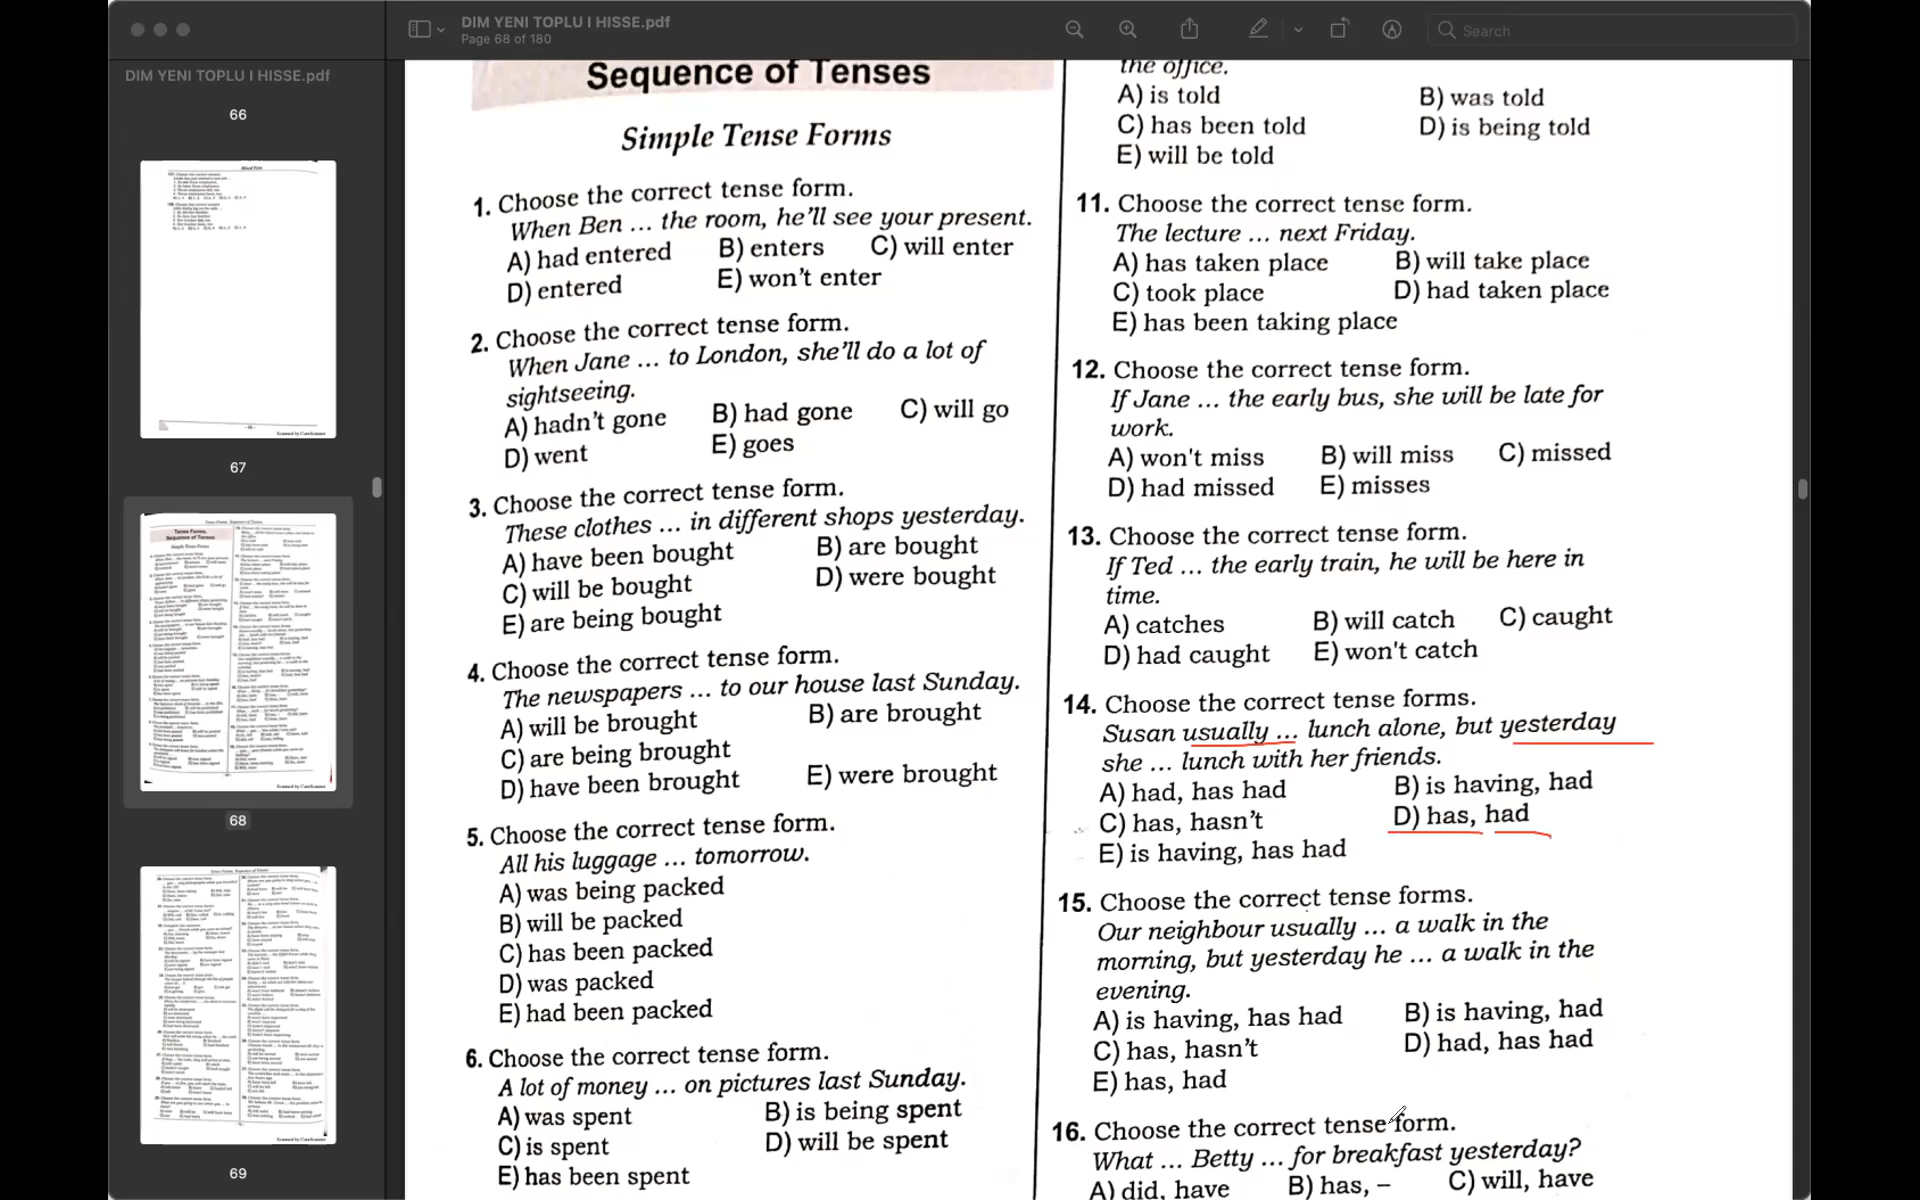 DIM YENI TOPLU I HISSE.pdf
Page 68 of 180
Search
DIM YENI TOPLU I HISSE.pdf
66
67
68
69
Sequence of Tenses
Simple Tense Forms
1. Choose the correct tense form.
When Ben ... the room, he'll see your present.
A) had entered B) enters C) will enter
D) entered E) won't enter
2. Choose the correct tense form.
When Jane ... to London, she'll do a lot of
sightseeing.
A) hadn't gone B) had gone C) will go
D) went E) goes
3. Choose the correct tense form.
These clothes ... in different shops yesterday.
A) have been bought B) are bought
C) will be bought D) were bought
E) are being bought
4. Choose the correct tense form.
The newspapers ... to our house last Sunday.
A) will be brought B) are brought
C) are being brought
D) have been brought E) were brought
5. Choose the correct tense form.
All his luggage ... tomorrow.
A) was being packed
B) will be packed
C) has been packed
D) was packed
E) had been packed
6. Choose the correct tense form.
A lot of money ... on pictures last Sunday.
A) was spent B) is being spent
C) is spent D) will be spent
E) has been spent
the office.
A) is told B) was told
C) has been told D) is being told
E) will be told
11. Choose the correct tense form.
The lecture ... next Friday.
A) has taken place B) will take place
C) took place D) had taken place
E) has been taking place
12. Choose the correct tense form.
If Jane ... the early bus, she will be late for
work.
A) won't miss B) will miss C) missed
D) had missed E) misses
13. Choose the correct tense form.
If Ted ... the early train, he will be here in
time.
A) catches B) will catch C) caught
D) had caught E) won't catch
14. Choose the correct tense forms.
Susan usually ... lunch alone, but yesterday
she ... lunch with her friends.
A) had, has had B) is having, had
C) has, hasn't D) has, had
E) is having, has had
15. Choose the correct tense forms.
Our neighbour usually ... a walk in the
morning, but yesterday he ... a walk in the
evening.
A) is having, has had B) is having, had
C) has, hasn't D) had, has had
E) has, had
16. Choose the correct tense form.
What ... Betty ... for breakfast yesterday?
A) did, have B) has, – C) will, have